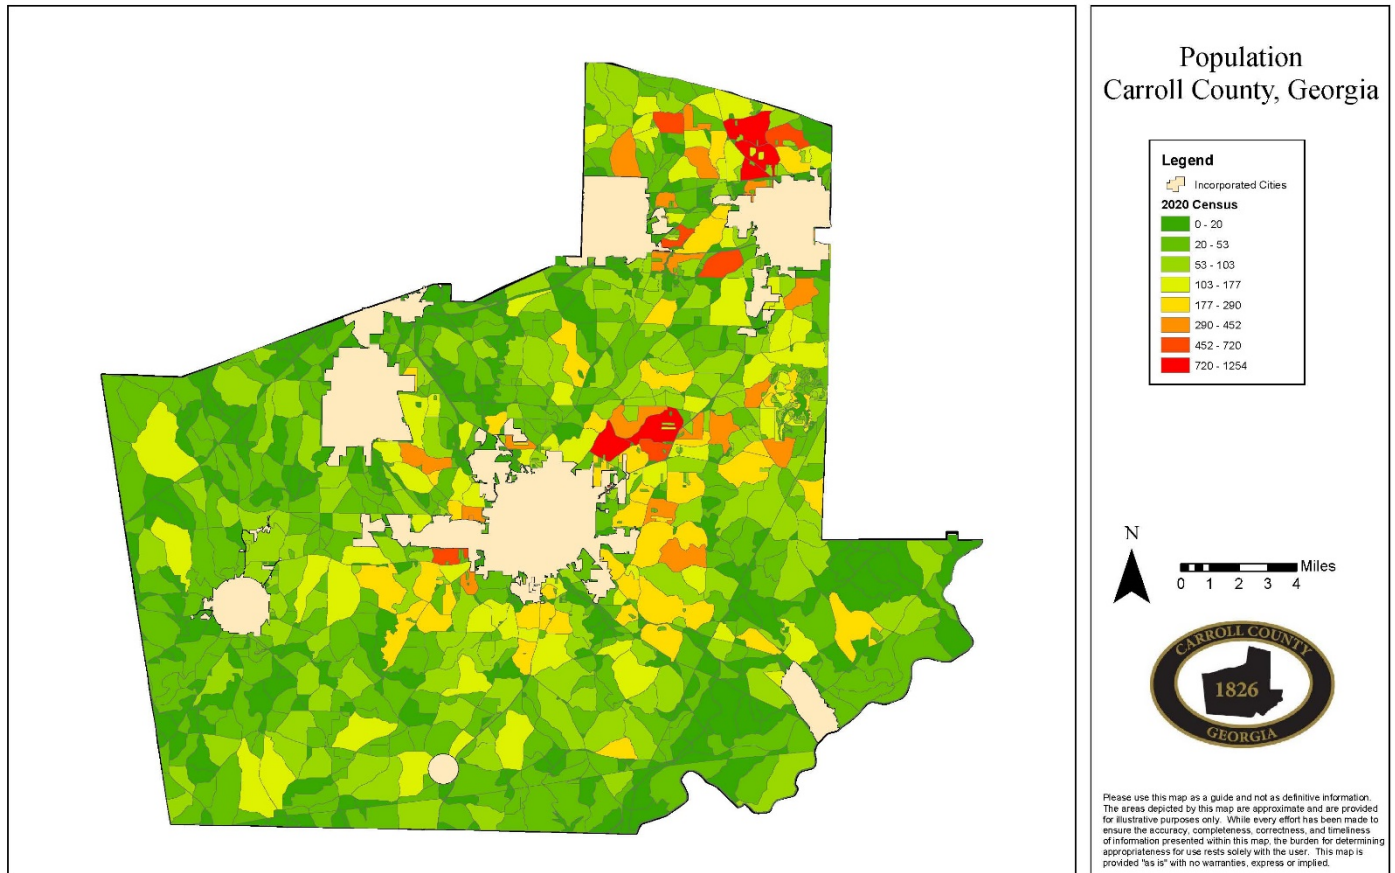 Population
Carroll County, Georgia
Legend
Incorporated Cities
2020 Census
0 - 20
20 - 53
53 - 103
103 - 177
177 - 290
290 - 452
452 - 720
720 - 1254
N
Miles
0 1 2 3 4
CARROLL COUNTY
1826
GEORGIA
Please use this map as a guide and not as definitive information.
The areas depicted by this map are approximate and are provided
for illustrative purposes only. While every effort has been made to
ensure the accuracy, completeness, correctness, and timeliness
of information presented within this map, the burden for determining
appropriateness for use rests solely with the user. This map is
provided "as is" with no warranties, express or implied.